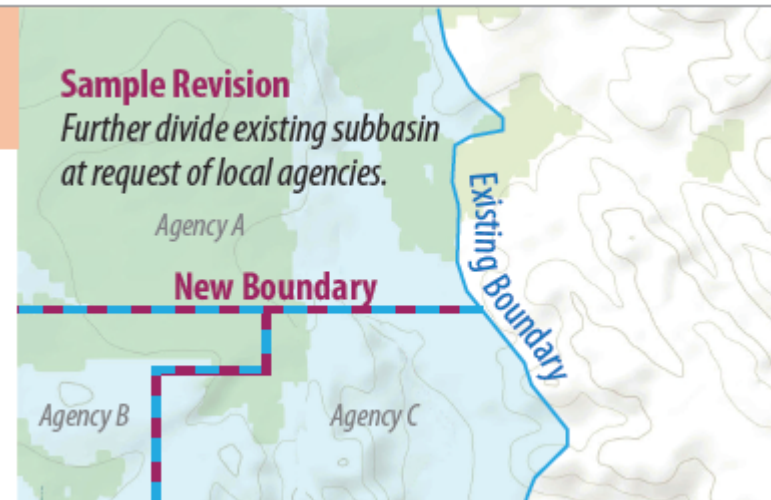 Sample Revision
Further divide existing subbasin
at request of local agencies.
Agency A
New Boundary
Existing Boundary
Agency B
Agency C